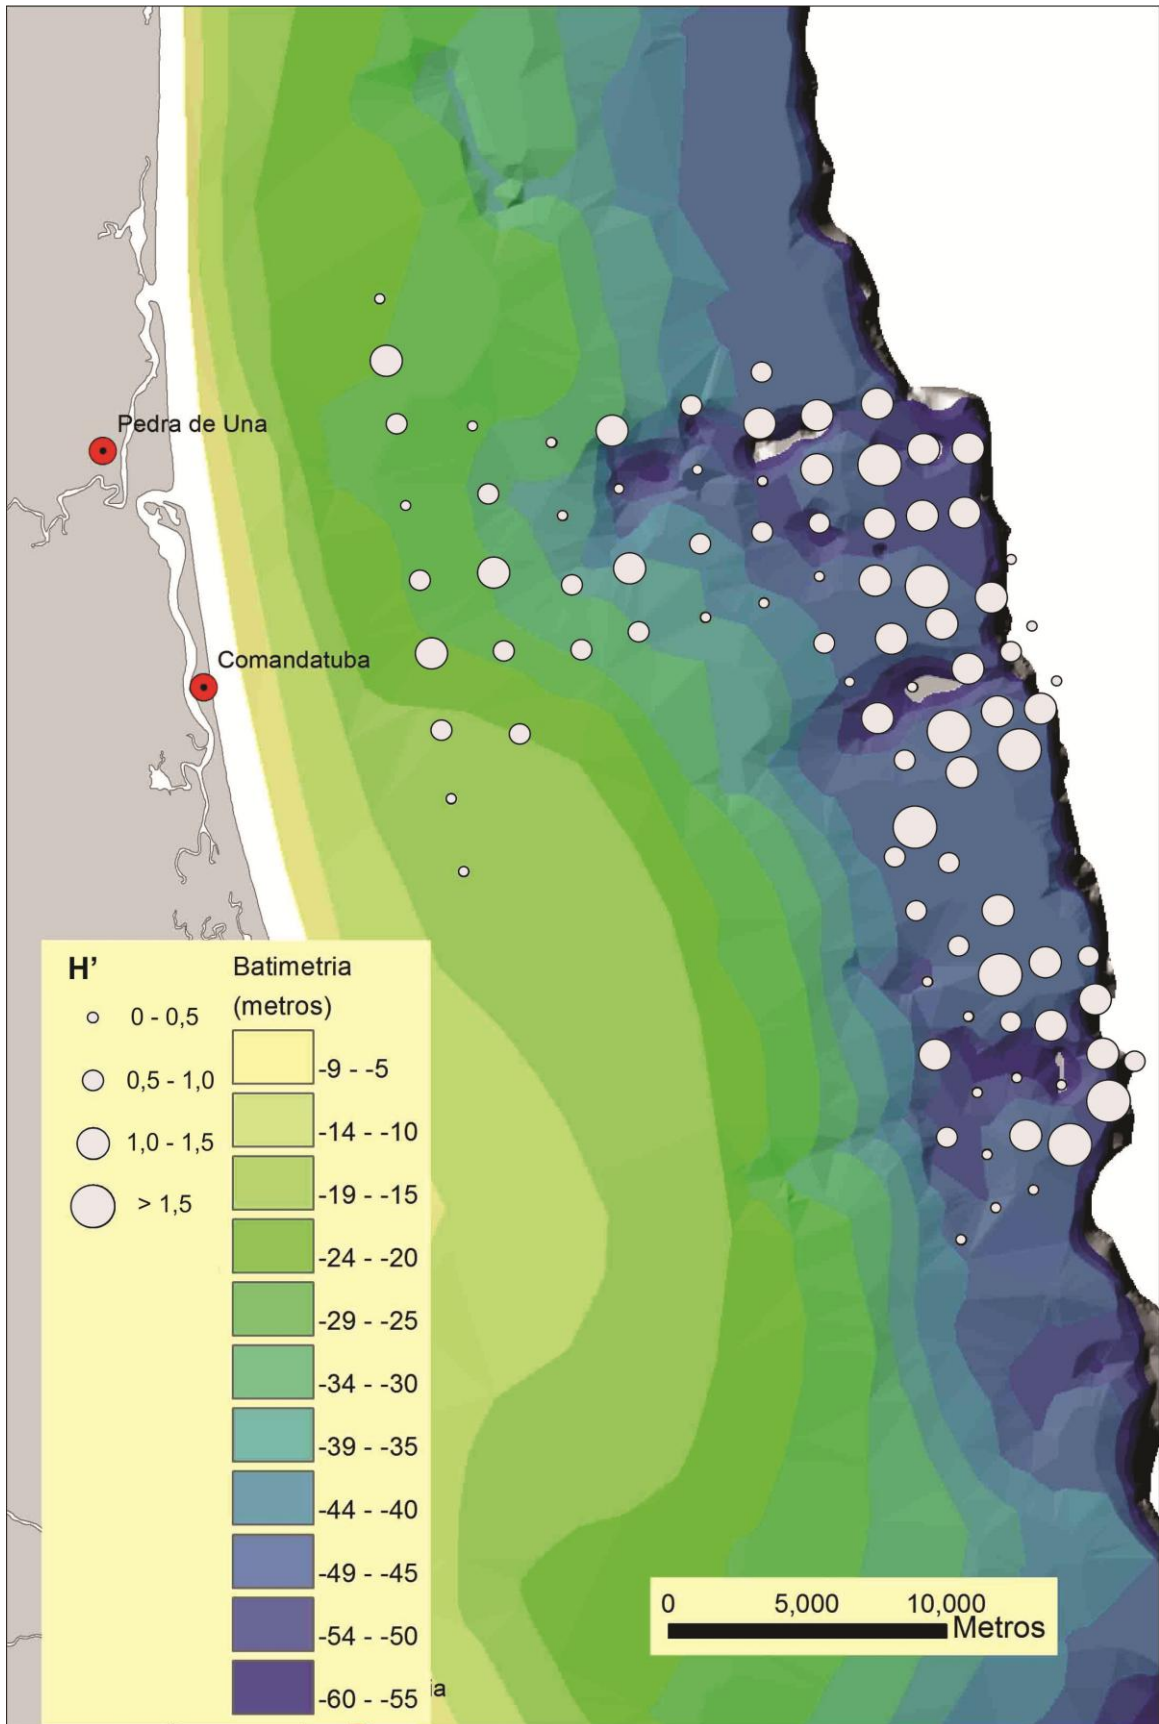 Pedra de Una
Comandatuba
H’
0 - 0,5
0,5 - 1,0
1,0 - 1,5
> 1,5
Batimetria
(metros)
-9 - -5
-14 - -10
-19 - -15
-24 - -20
-29 - -25
-34 - -30
-39 - -35
-44 - -40
-49 - -45
-54 - -50
-60 - -55
ia
0 5,000 10,000
Metros